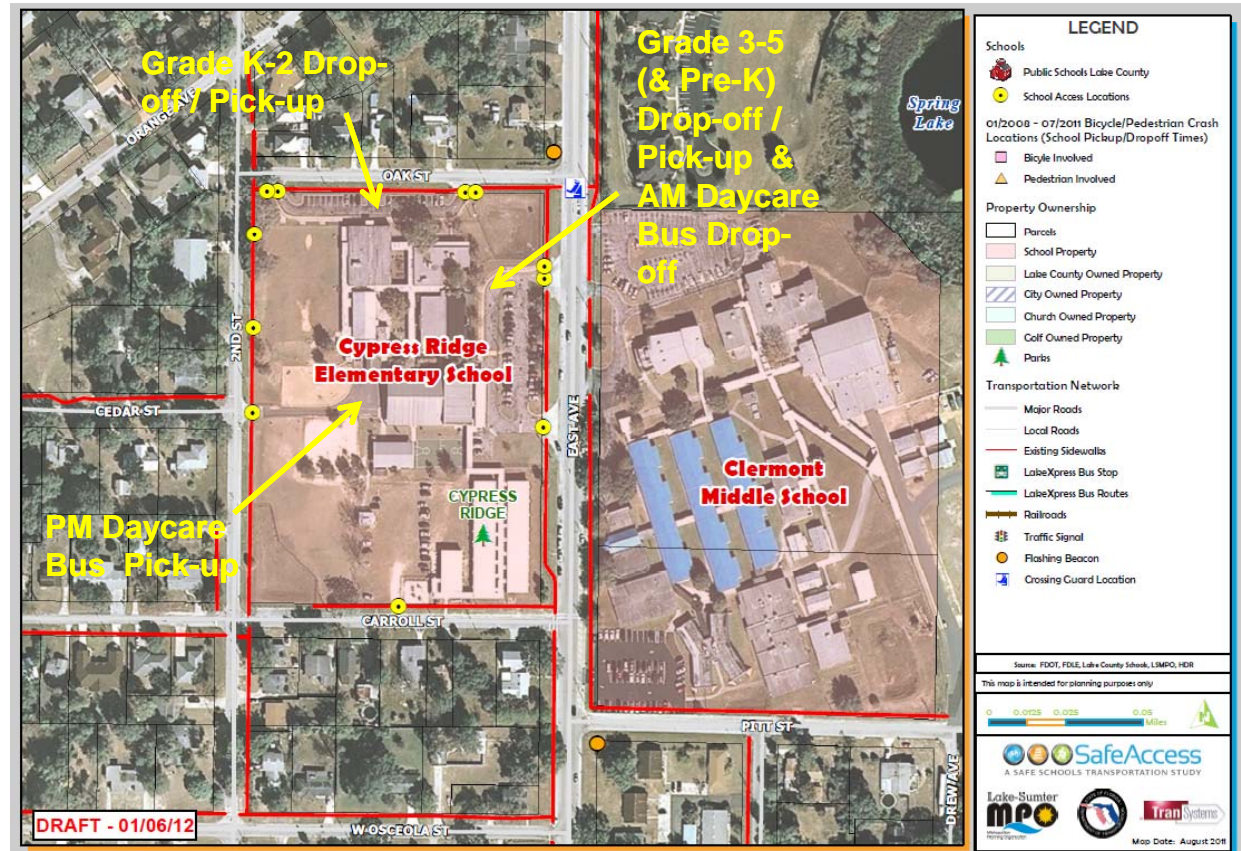 Grade K-2 Drop-
off / Pick-up
Grade 3-5
(& Pre-K)
Drop-off /
Pick-up &
AM Daycare
Bus Drop-
off
Spring
Lake
ORANGE AVE
OAK ST
2ND ST
Cypress Ridge
Elementary School
CEDAR ST
EAST AVE
Clermont
Middle School
CYPRESS
RIDGE
PM Daycare
Bus Pick-up
CARROLL ST
PITT ST
DREW AVE
W OSCEOLA ST
DRAFT - 01/06/12
LEGEND
Schools
Public Schools Lake County
School Access Locations
01/2008 - 07/2011 Bicycle/Pedestrian Crash
Locations (School Pickup/Dropoff Times)
Bicyle Involved
Pedestrian Involved
Property Ownership
Parcels
School Property
Lake County Owned Property
City Owned Property
Church Owned Property
Golf Owned Property
Parks
Transportation Network
Major Roads
Local Roads
Existing Sidewalks
LakeXpress Bus Stop
LakeXpress Bus Routes
Railroads
Traffic Signal
Flashing Beacon
Crossing Guard Location
Source: FDOT, FDLE, Lake County Schools, LSMPO, HDR
This map is intended for planning purposes only
0 0.0125 0.025 0.05
Miles
SafeAccess
A SAFE SCHOOLS TRANSPORTATION STUDY
Lake-Sumter
MPO
TranSystems
Map Date: August 2011